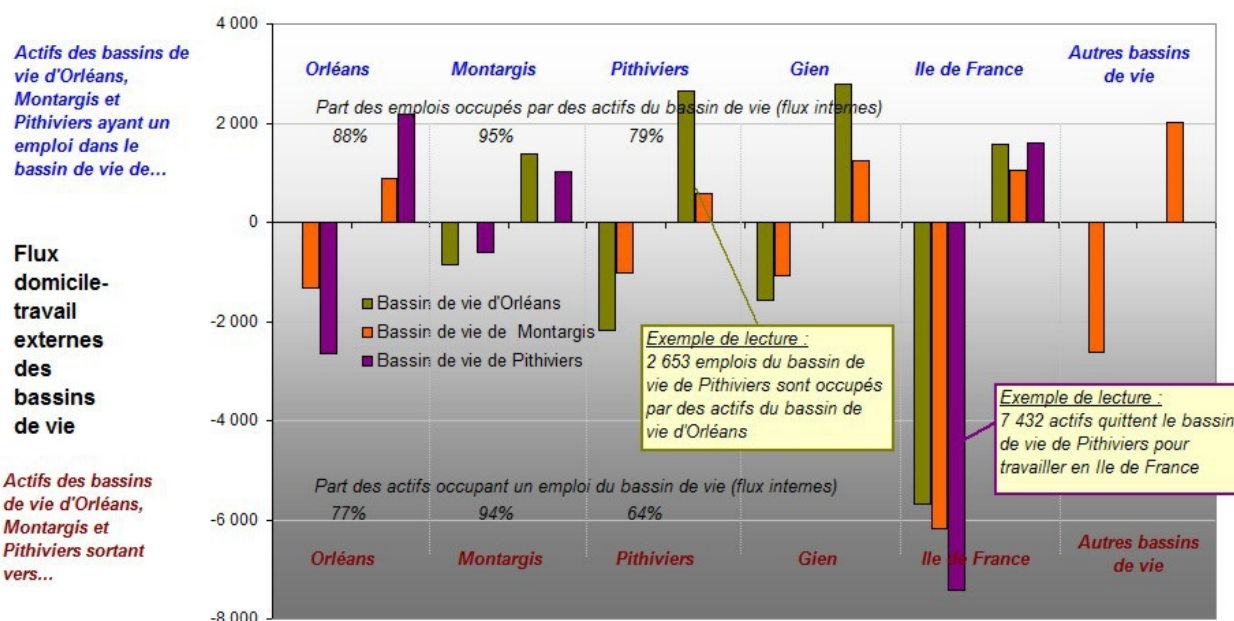 4 000
2 000
0
-2 000
-4 000
-6 000
-8 000
Actifs des bassins de
vie d'Orléans,
Montargis et
Pithiviers ayant un
emploi dans le
bassin de vie de...
Flux
domicile-
travail
externes
des
bassins
de vie
Actifs des bassins
de vie d'Orléans,
Montargis et
Pithiviers sortant
vers...
Orléans
Montargis
Pithiviers
Gien
Ile de France
Autres bassins
de vie
Part des emplois occupés par des actifs du bassin de vie (flux internes)
88%
95%
79%
Bassin de vie d'Orléans
Bassin de vie de Montargis
Bassin de vie de Pithiviers
Exemple de lecture :
2 653 emplois du bassin de
vie de Pithiviers sont occupés
par des actifs du bassin de
vie d'Orléans
Exemple de lecture :
7 432 actifs quittent le bassin
de vie de Pithiviers pour
travailler en Ile de France
Part des actifs occupant un emploi du bassin de vie (flux internes)
77%
94%
64%
Orléans
Montargis
Pithiviers
Gien
Ile de France
Autres bassins
de vie